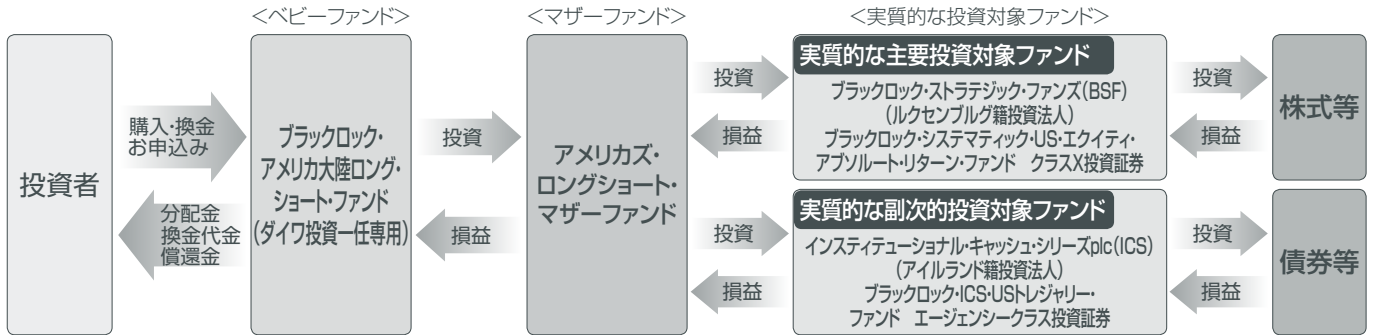 <ベビーファンド>
<マザーファンド>
<実質的な投資対象ファンド>
投資者
購入・換金
お申込み
分配金
換金代金
償還金
ブラックロック・
アメリカ大陸ロング・
ショート・ファンド
(ダイワ投資一任専用)
投資
損益
アメリカズ・
ロングショート・
マザーファンド
投資
損益
投資
損益
実質的な主要投資対象ファンド
ブラックロック・ストラテジック・ファンズ(BSF)
(ルクセンブルグ籍投資法人)
ブラックロック・システマティック・US・エクイティ・
アブソルート・リターン・ファンド クラスX投資証券
実質的な副次的投資対象ファンド
インスティテューショナル・キャッシュ・シリーズplc(ICS)
(アイルランド籍投資法人)
ブラックロック・ICS・USトレジャリー・
ファンド エージェンシークラス投資証券
投資
損益
投資
損益
株式等
債券等